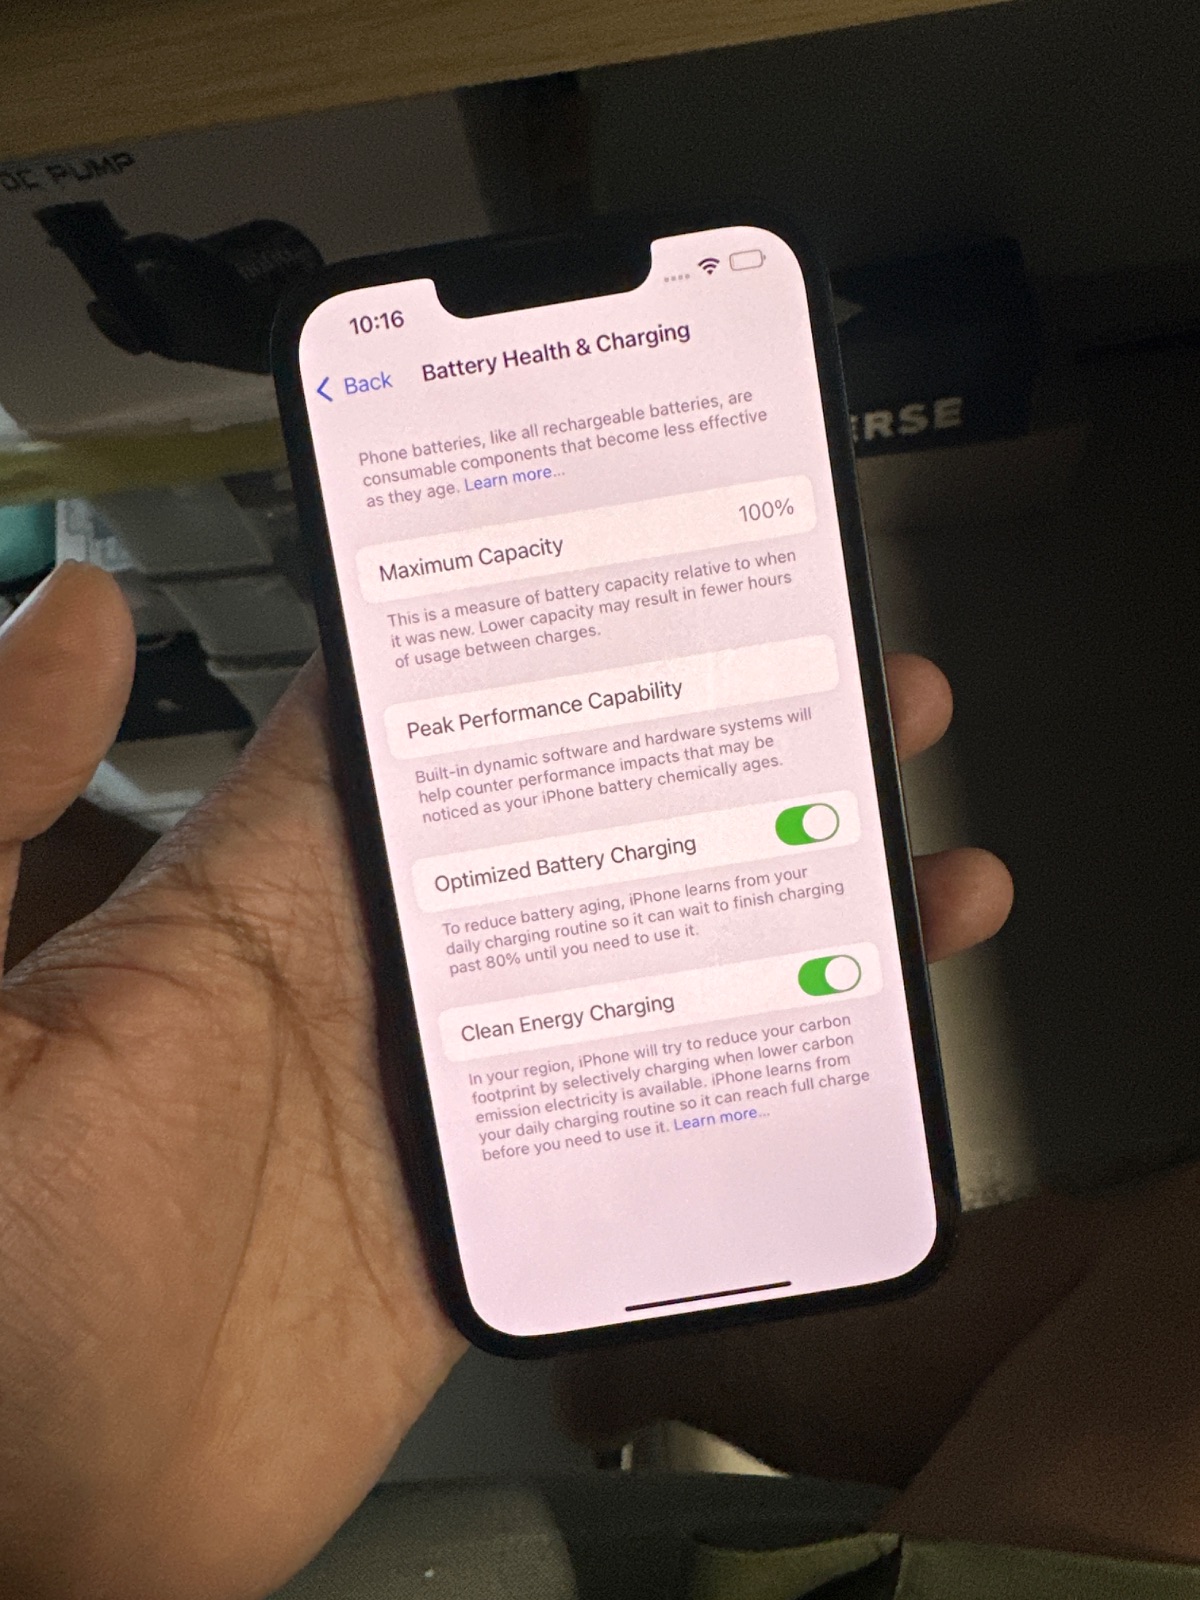 DC PUMP
10:16
Back
Battery Health & Charging
ERSE
Phone batteries, like all rechargeable batteries, are
consumable components that become less effective
as they age. Learn more...
Maximum Capacity 100%
This is a measure of battery capacity relative to when
it was new. Lower capacity may result in fewer hours
of usage between charges.
Peak Performance Capability
Built-in dynamic software and hardware systems will
help counter performance impacts that may be
noticed as your iPhone battery chemically ages.
Optimized Battery Charging
To reduce battery aging, iPhone learns from your
daily charging routine so it can wait to finish charging
past 80% until you need to use it.
Clean Energy Charging
In your region, iPhone will try to reduce your carbon
footprint by selectively charging when lower carbon
emission electricity is available. iPhone learns from
your daily charging routine so it can reach full charge
before you need to use it. Learn more...